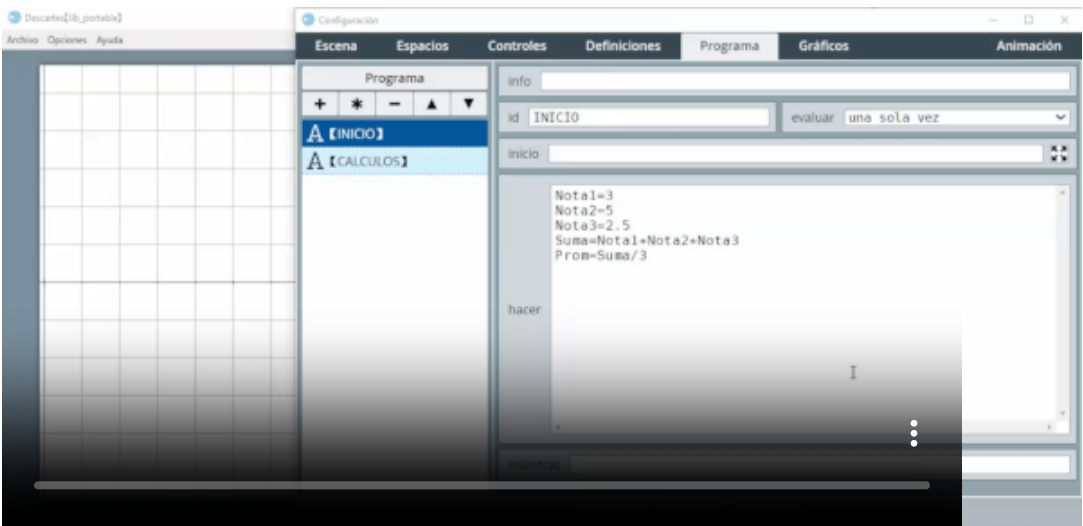 Descartes[lib_portable]
Archivo Opciones Ayuda
Configuración
Escena Espacios Controles Definiciones Programa Gráficos Animación
Programa
+ * - ▲ ▼
A【INICIO】
A【CALCULOS】
info
id INICIO
evaluar una sola vez
inicio
hacer
Nota1=3
Nota2=5
Nota3=2.5
Suma=Nota1+Nota2+Nota3
Prom=Suma/3
mientras